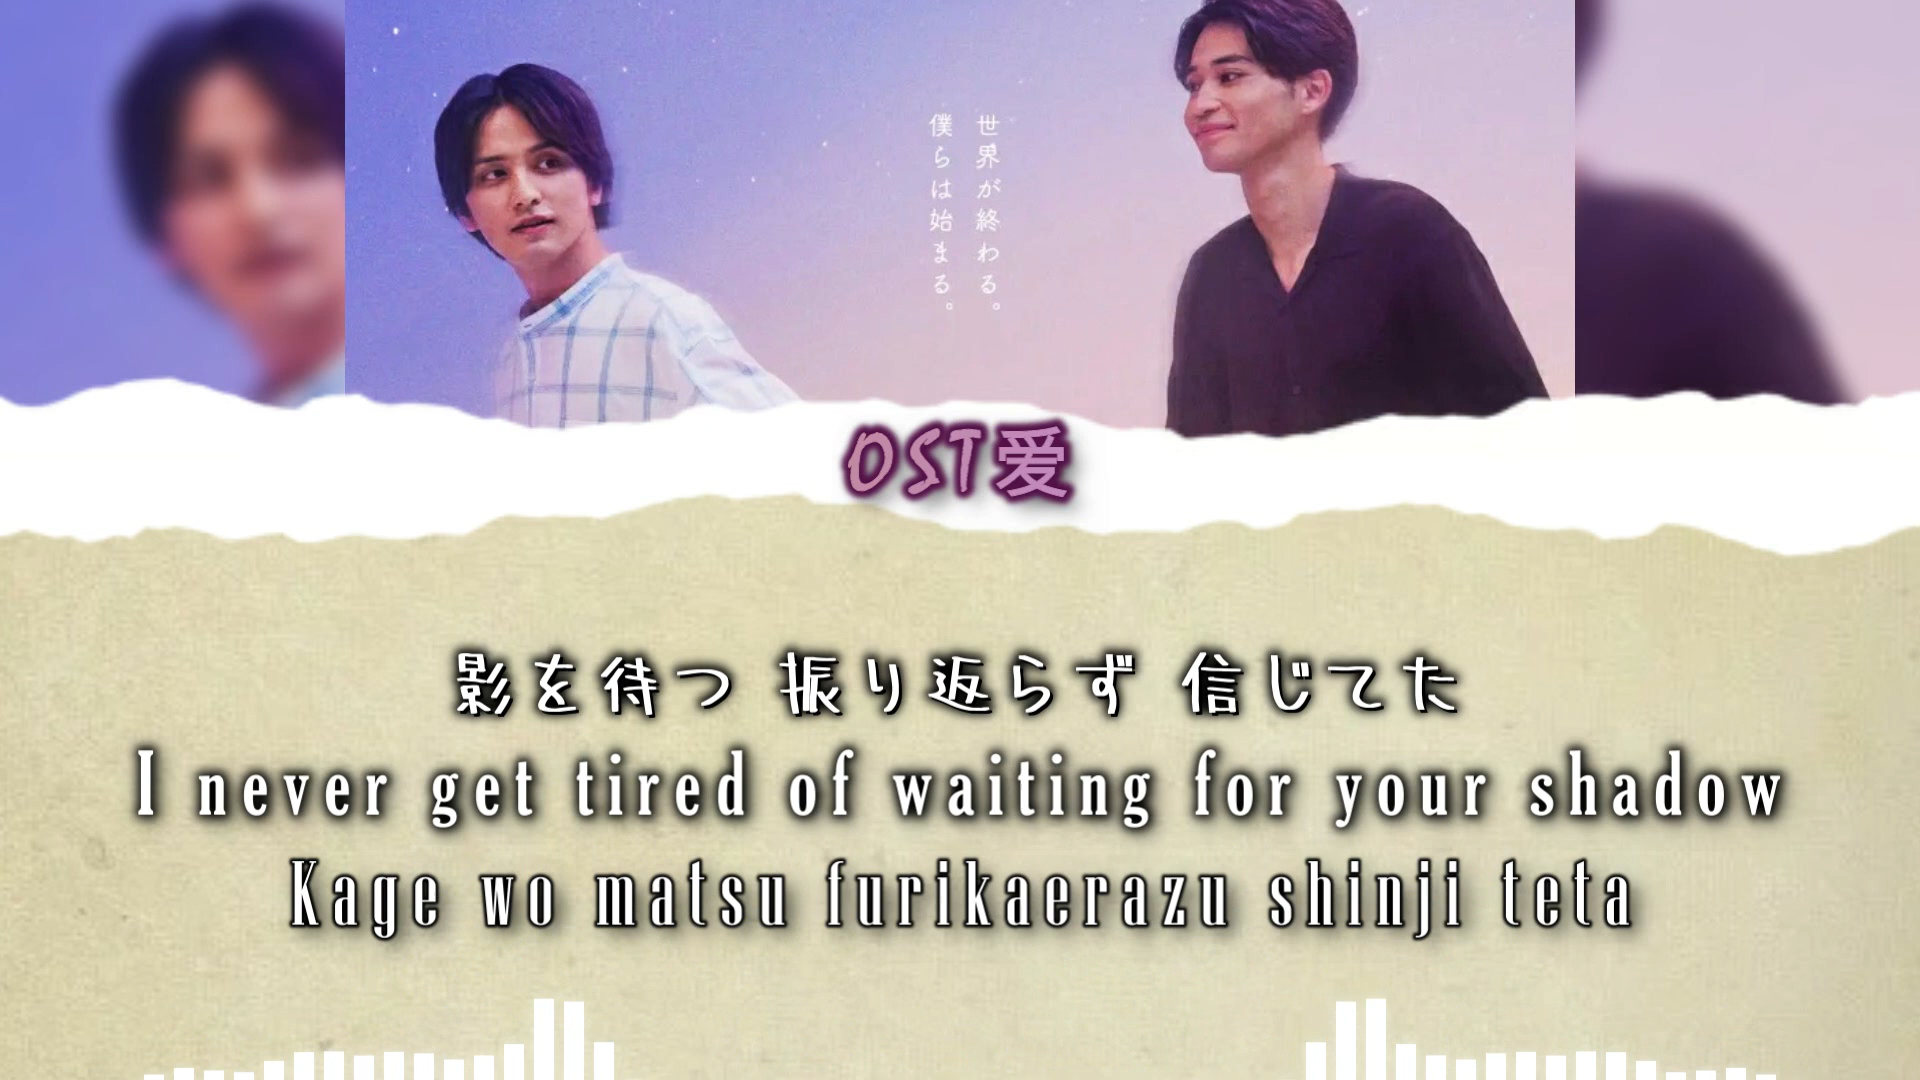 世界が終わる。
僕らは始まる。
OST爱
影を待つ 振り返らず 信じてた
I never get tired of waiting for your shadow
Kage wo matsu furikaerazu shinji teta